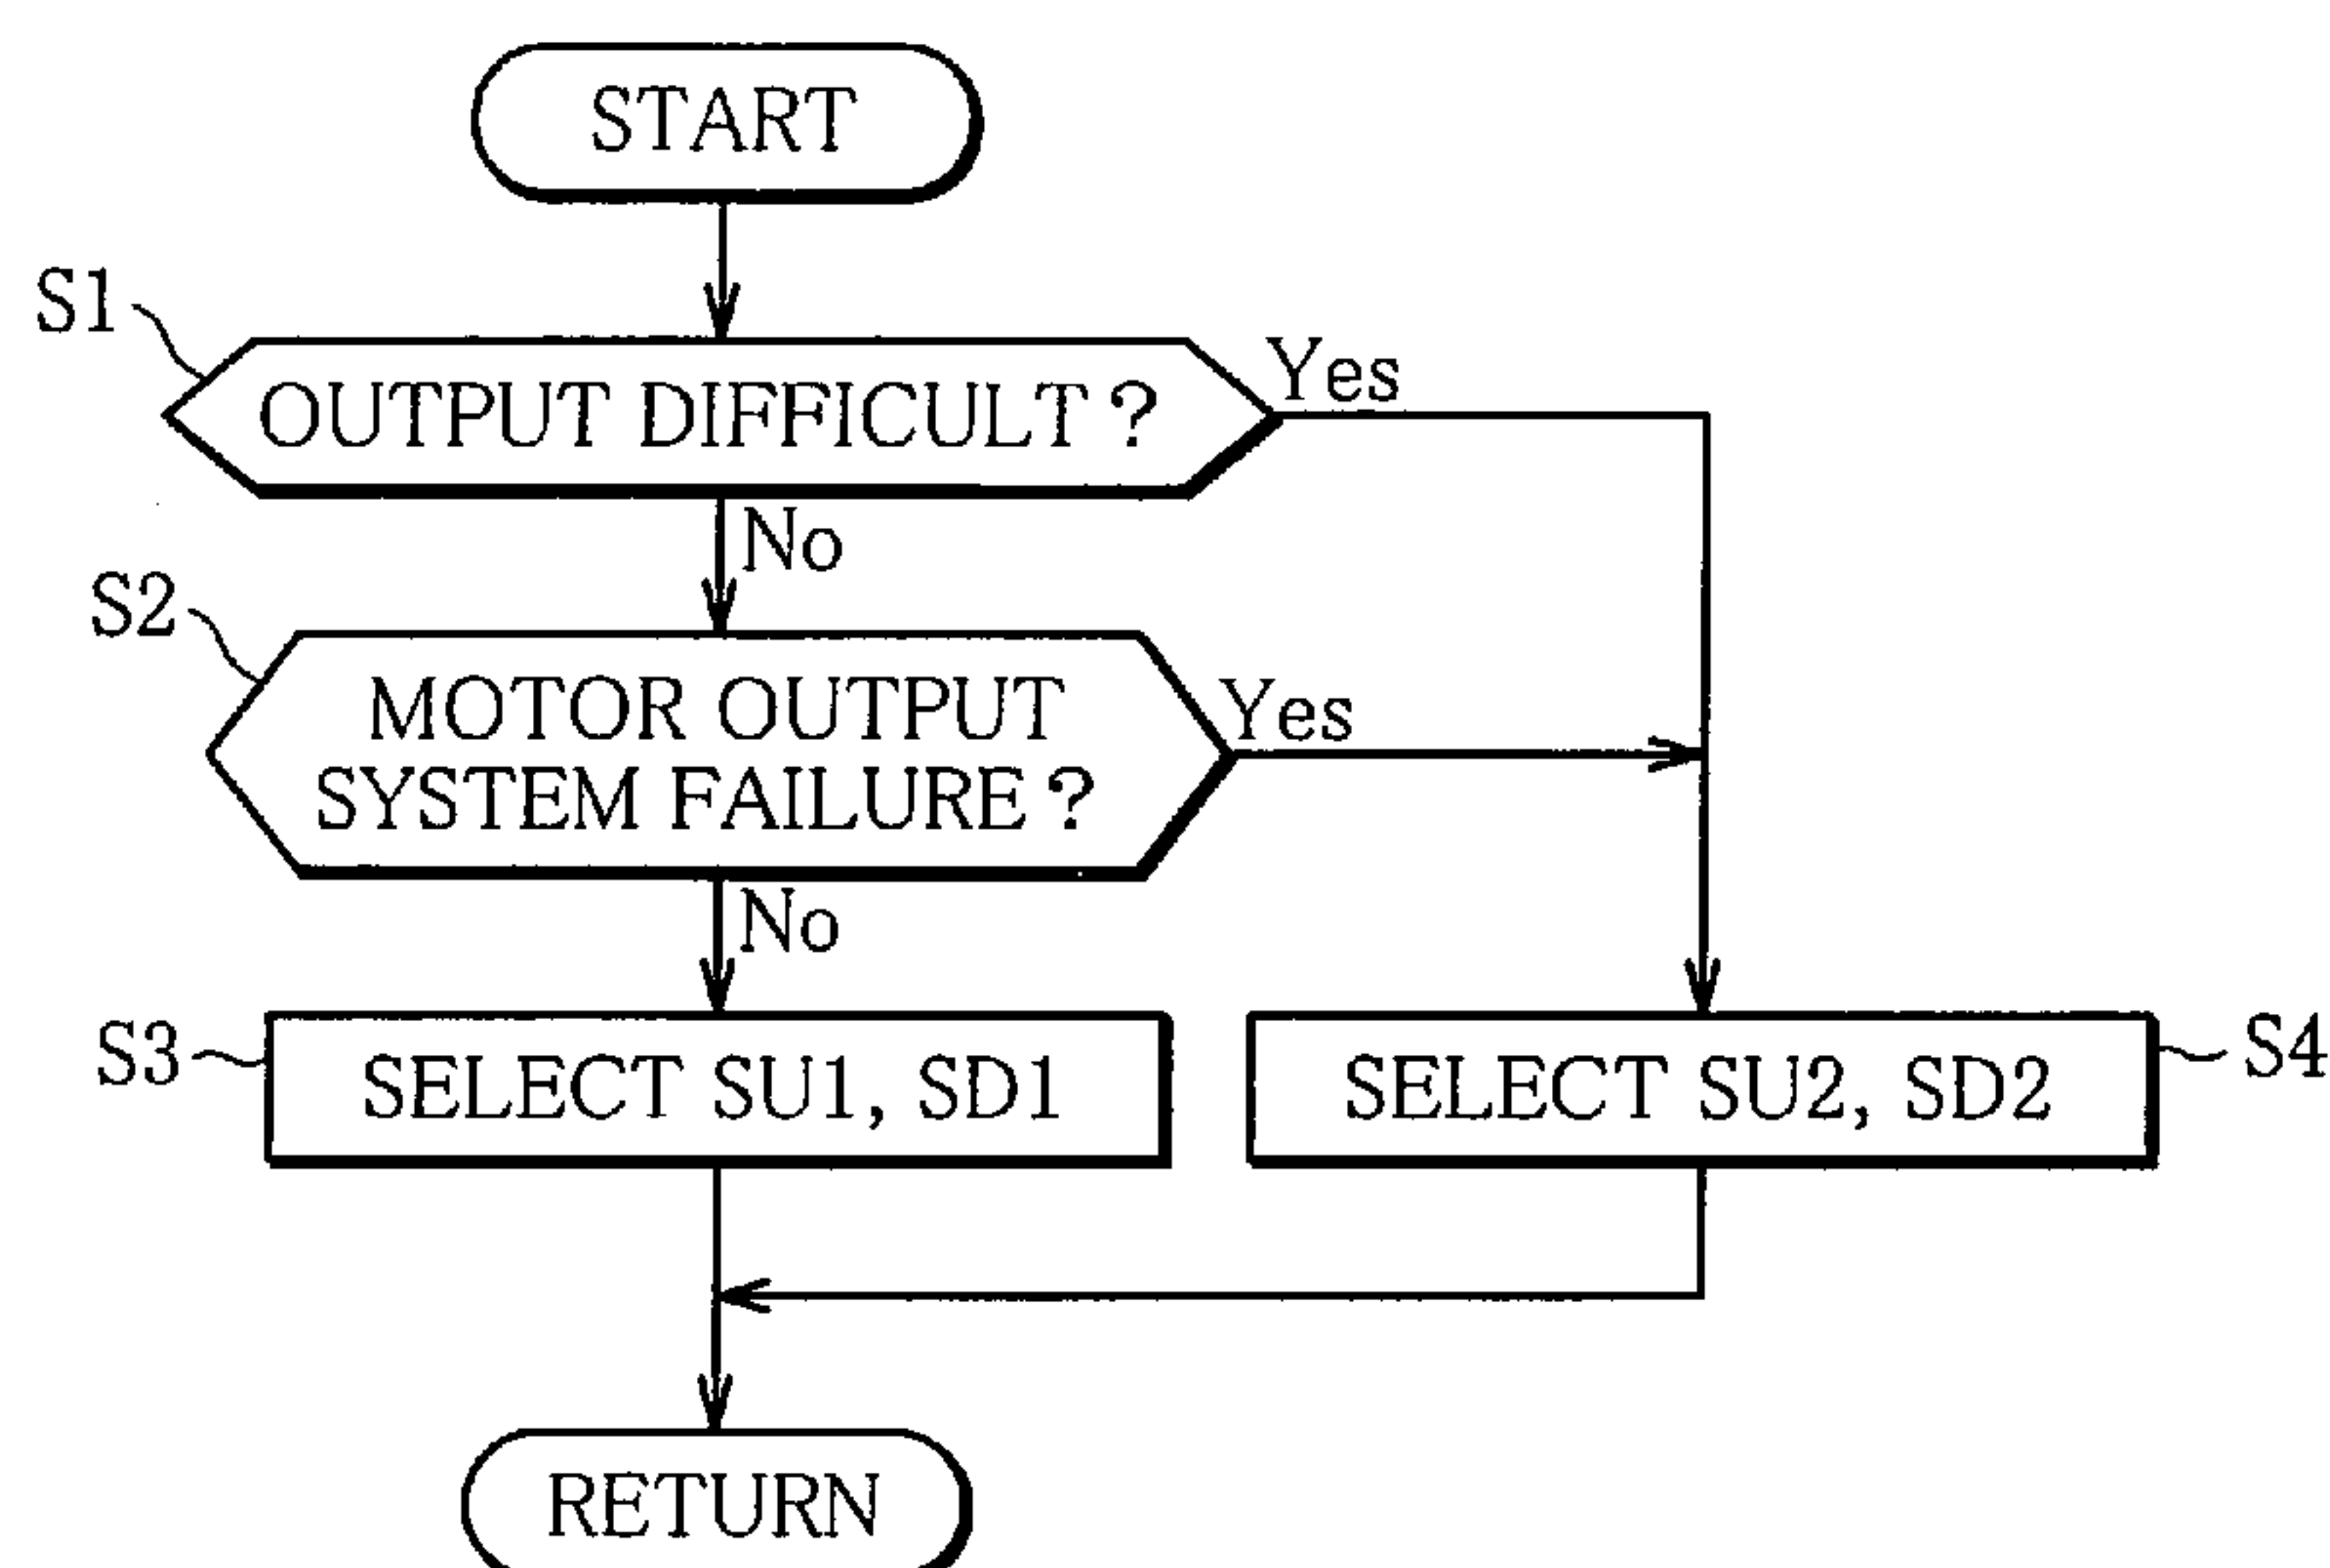 START
S1
OUTPUT DIFFICULT ?
Yes
No
S2
MOTOR OUTPUT
SYSTEM FAILURE ?
Yes
No
S3
SELECT SU1, SD1
SELECT SU2, SD2
S4
RETURN